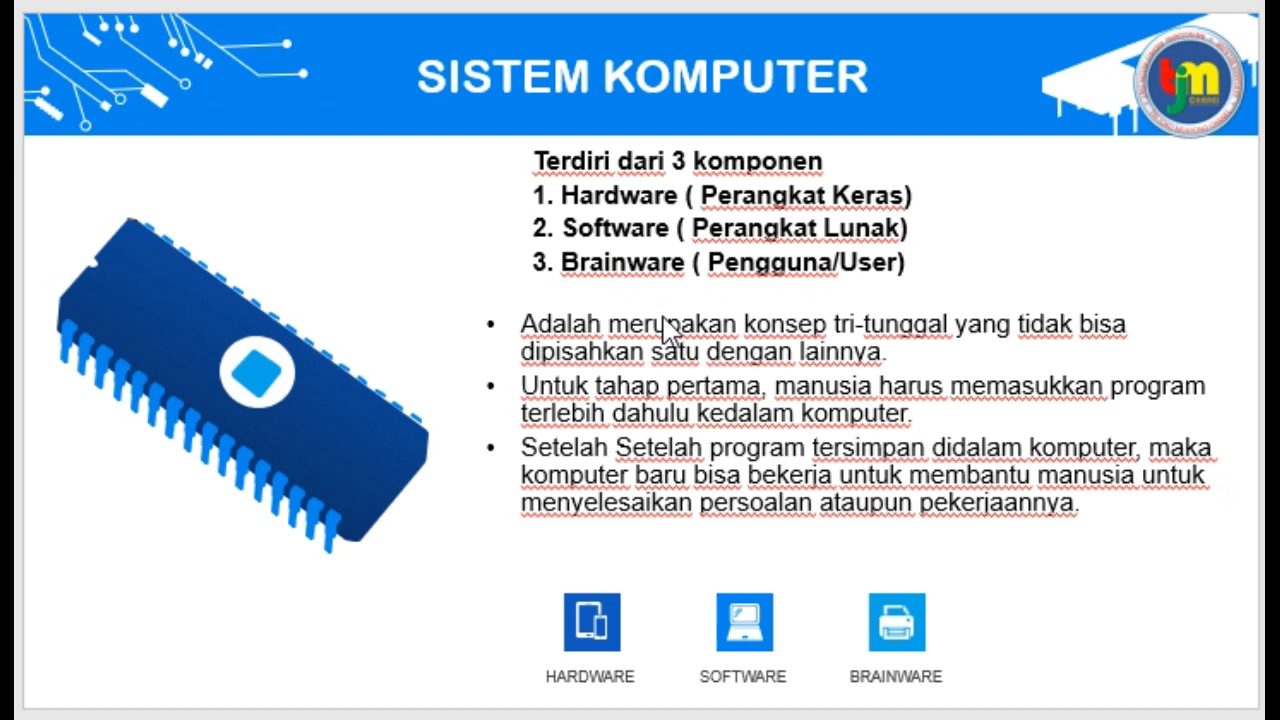 SISTEM KOMPUTER
tjm
Terdiri dari 3 komponen
1. Hardware ( Perangkat Keras)
2. Software ( Perangkat Lunak)
3. Brainware ( Pengguna/User)
• Adalah merupakan konsep tri-tunggal yang tidak bisa
dipisahkan satu dengan lainnya.
• Untuk tahap pertama, manusia harus memasukkan program
terlebih dahulu kedalam komputer.
• Setelah Setelah program tersimpan didalam komputer, maka
komputer baru bisa bekerja untuk membantu manusia untuk
menyelesaikan persoalan ataupun pekerjaannya.
HARDWARE SOFTWARE BRAINWARE